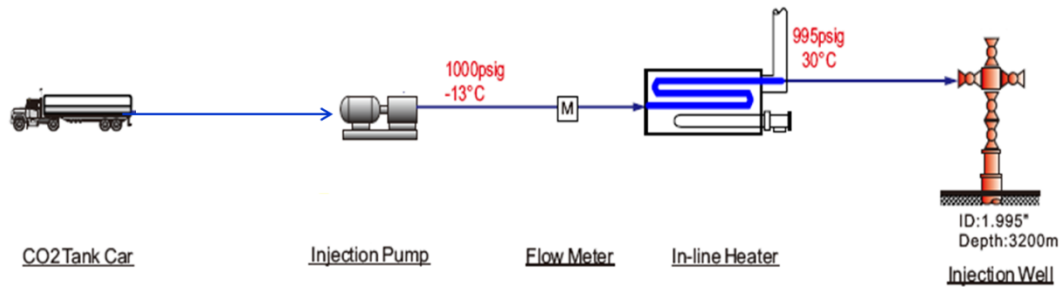 1000psig
-13°C
M
995psig
30°C
ID:1.995"
Depth:3200m
CO2 Tank Car
Injection Pump
Flow Meter
In-line Heater
Injection Well